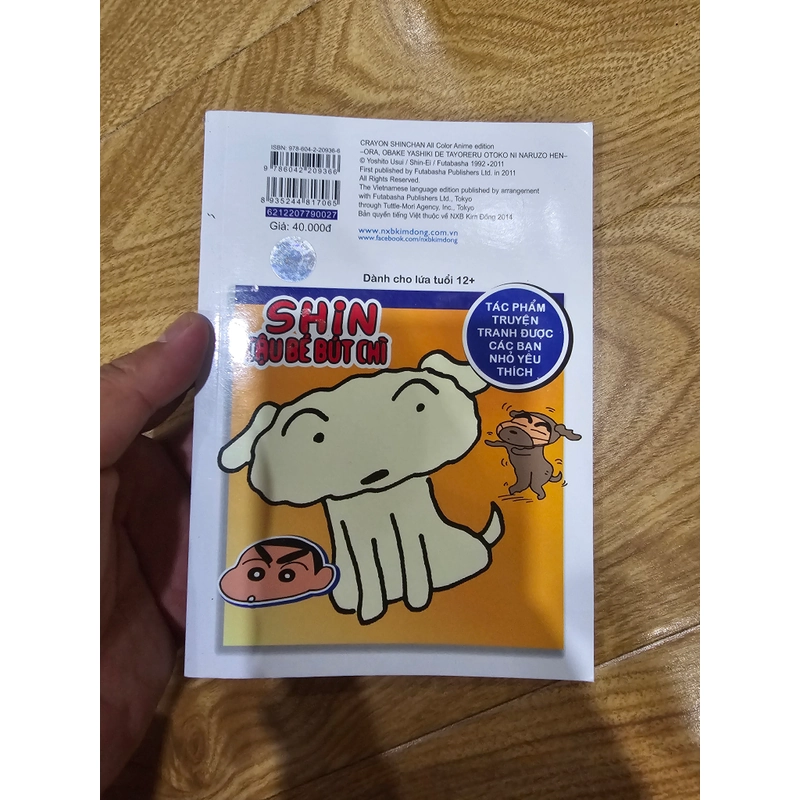 ISBN: 978-604-2-20936-6
9 786042 209366
8 935244 817065
6212207790027
Giá: 40.000đ
CRAYON SHINCHAN All Color Anime edition
–ORA, OBAKE YASHIKI DE TAYORERU OTOKO NI NARUZO HEN–
© Yoshito Usui / Shin-Ei / Futabasha 1992 • 2011
First published by Futabasha Publishers Ltd. in 2011
All Rights Reserved.
The Vietnamese language edition published by arrangement
with Futabasha Publishers Ltd., Tokyo
through Tuttle-Mori Agency, Inc., Tokyo
Bản quyền tiếng Việt thuộc về NXB Kim Đồng 2014
www.nxbkimdong.com.vn
www.facebook.com/nxbkimdong
Dành cho lứa tuổi 12+
SHIN
CẬU BÉ BÚT CHÌ
TÁC PHẨM
TRUYỆN
TRANH ĐƯỢC
CÁC BẠN
NHỎ YÊU
THÍCH